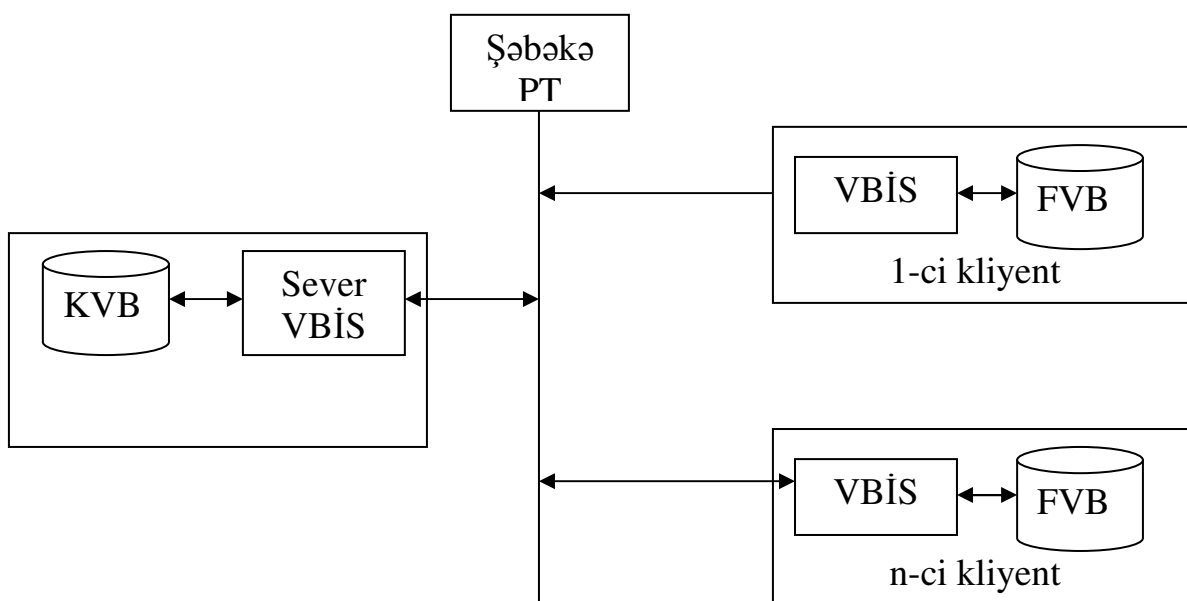 Şəbəkə
PT
VBİS
FVB
1-ci kliyent
KVB
Sever
VBİS
VBİS
FVB
n-ci kliyent